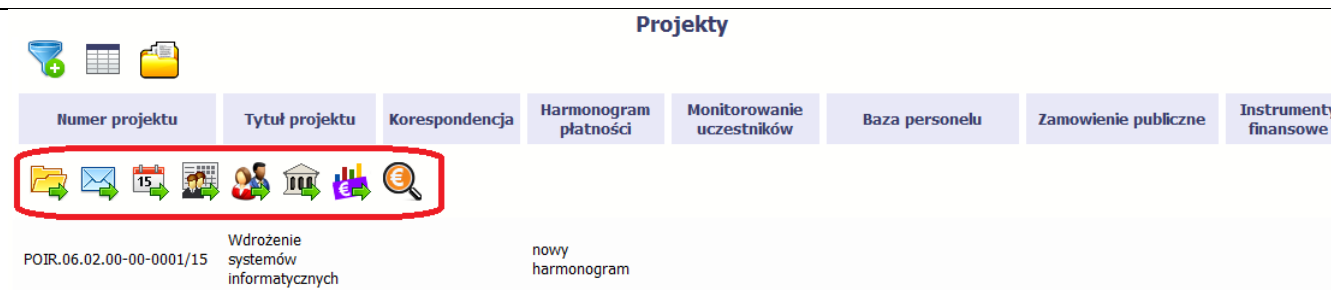 Projekty
Numer projektu
Tytuł projektu
Korespondencja
Harmonogram
płatności
Monitorowanie
uczestników
Baza personelu
Zamowienie publiczne
Instrumenty
finansowe
15
POIR.06.02.00-00-0001/15
Wdrożenie
systemów
informatycznych
nowy
harmonogram